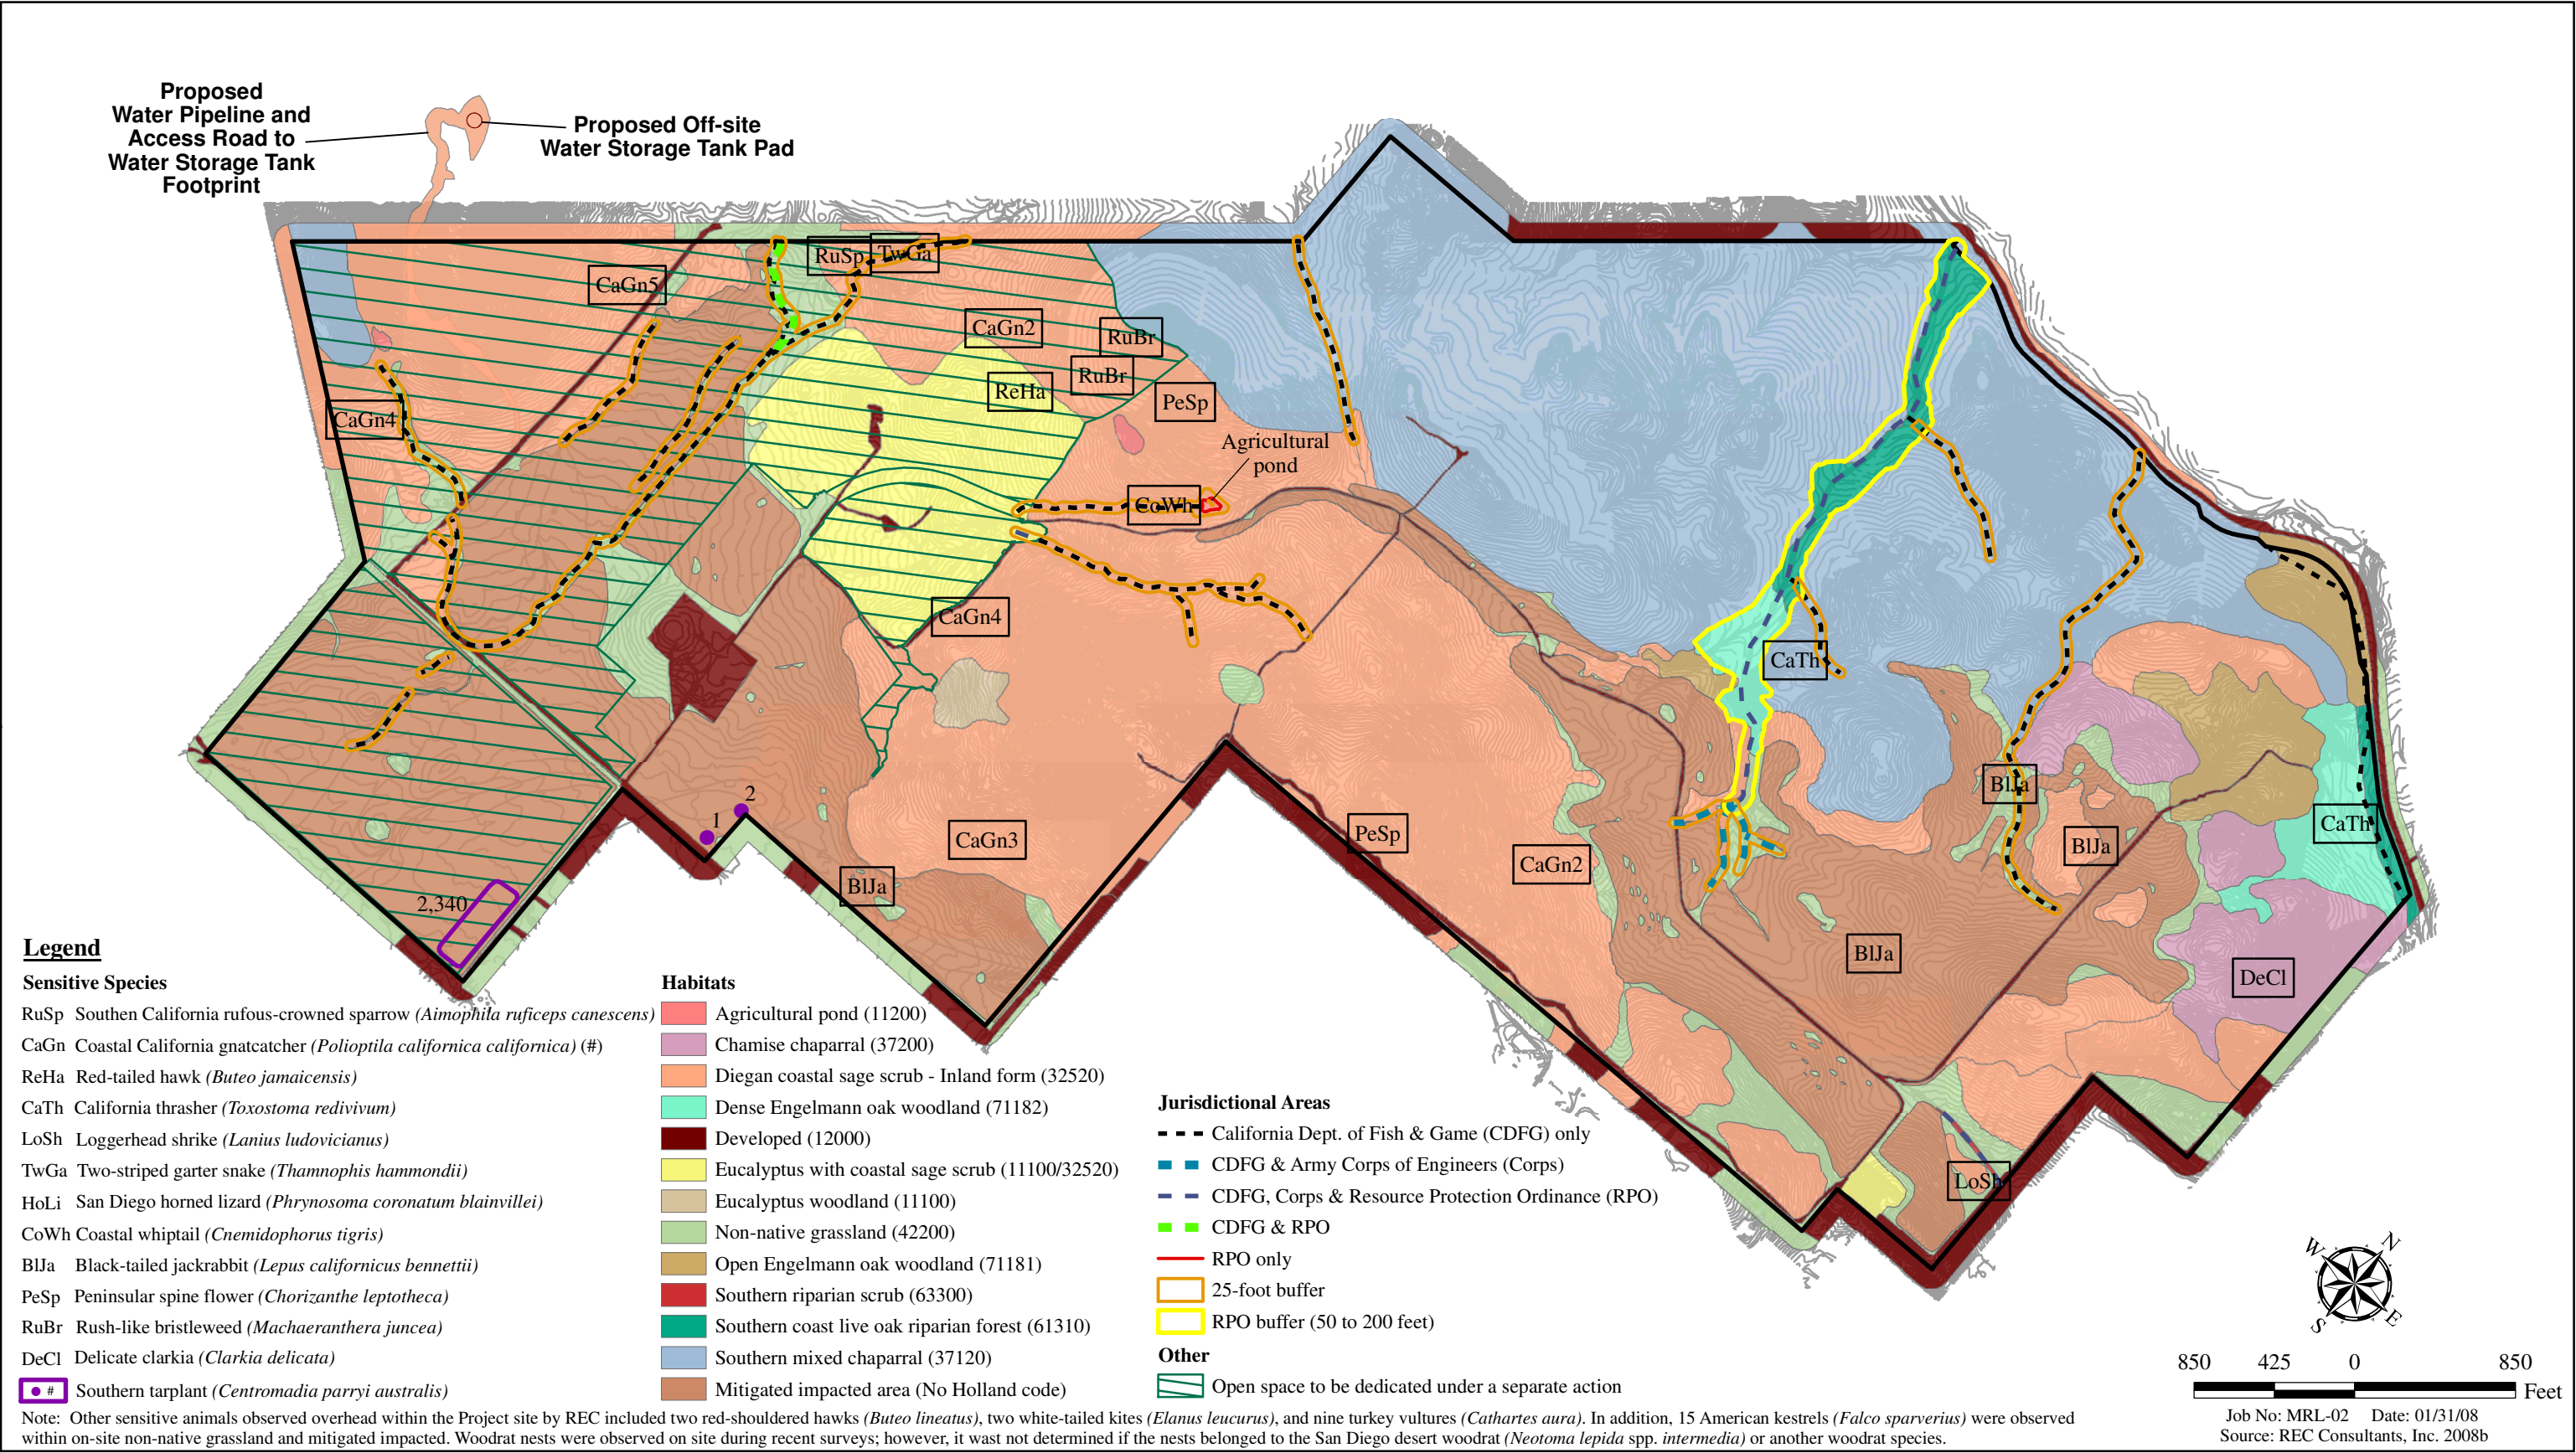 Proposed
Water Pipeline and
Access Road to
Water Storage Tank
Footprint
Proposed Off-site
Water Storage Tank Pad
RuSp
TwGa
CaGn5
CaGn2
RuBr
RuBr
ReHa
PeSp
CaGn4
Agricultural
pond
CoWh
CaGn4
CaTh
2
1
CaGn3
PeSp
CaGn2
BlJa
BlJa
BlJa
CaTh
2,340
BlJa
DeCl
LoSh
Legend
Sensitive Species
RuSp Southen California rufous-crowned sparrow (Aimophila ruficeps canescens)
CaGn Coastal California gnatcatcher (Polioptila californica californica) (#)
ReHa Red-tailed hawk (Buteo jamaicensis)
CaTh California thrasher (Toxostoma redivivum)
LoSh Loggerhead shrike (Lanius ludovicianus)
TwGa Two-striped garter snake (Thamnophis hammondii)
HoLi San Diego horned lizard (Phrynosoma coronatum blainvillei)
CoWh Coastal whiptail (Cnemidophorus tigris)
BlJa Black-tailed jackrabbit (Lepus californicus bennettii)
PeSp Peninsular spine flower (Chorizanthe leptotheca)
RuBr Rush-like bristleweed (Machaeranthera juncea)
DeCl Delicate clarkia (Clarkia delicata)
# Southern tarplant (Centromadia parryi australis)
Habitats
Agricultural pond (11200)
Chamise chaparral (37200)
Diegan coastal sage scrub - Inland form (32520)
Dense Engelmann oak woodland (71182)
Developed (12000)
Eucalyptus with coastal sage scrub (11100/32520)
Eucalyptus woodland (11100)
Non-native grassland (42200)
Open Engelmann oak woodland (71181)
Southern riparian scrub (63300)
Southern coast live oak riparian forest (61310)
Southern mixed chaparral (37120)
Mitigated impacted area (No Holland code)
Jurisdictional Areas
California Dept. of Fish & Game (CDFG) only
CDFG & Army Corps of Engineers (Corps)
CDFG, Corps & Resource Protection Ordinance (RPO)
CDFG & RPO
RPO only
25-foot buffer
RPO buffer (50 to 200 feet)
Other
Open space to be dedicated under a separate action
W N
S E
850 425 0 850
Feet
Job No: MRL-02 Date: 01/31/08
Source: REC Consultants, Inc. 2008b
Note: Other sensitive animals observed overhead within the Project site by REC included two red-shouldered hawks (Buteo lineatus), two white-tailed kites (Elanus leucurus), and nine turkey vultures (Cathartes aura). In addition, 15 American kestrels (Falco sparverius) were observed
within on-site non-native grassland and mitigated impacted. Woodrat nests were observed on site during recent surveys; however, it wast not determined if the nests belonged to the San Diego desert woodrat (Neotoma lepida spp. intermedia) or another woodrat species.